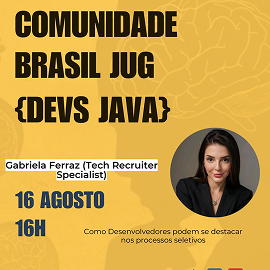 COMUNIDADE
BRASIL JUG
{DEVS JAVA}
Gabriela Ferraz (Tech Recruiter
Specialist)
16 AGOSTO
16H
Como Desenvolvedores podem se destacar
nos processos seletivos